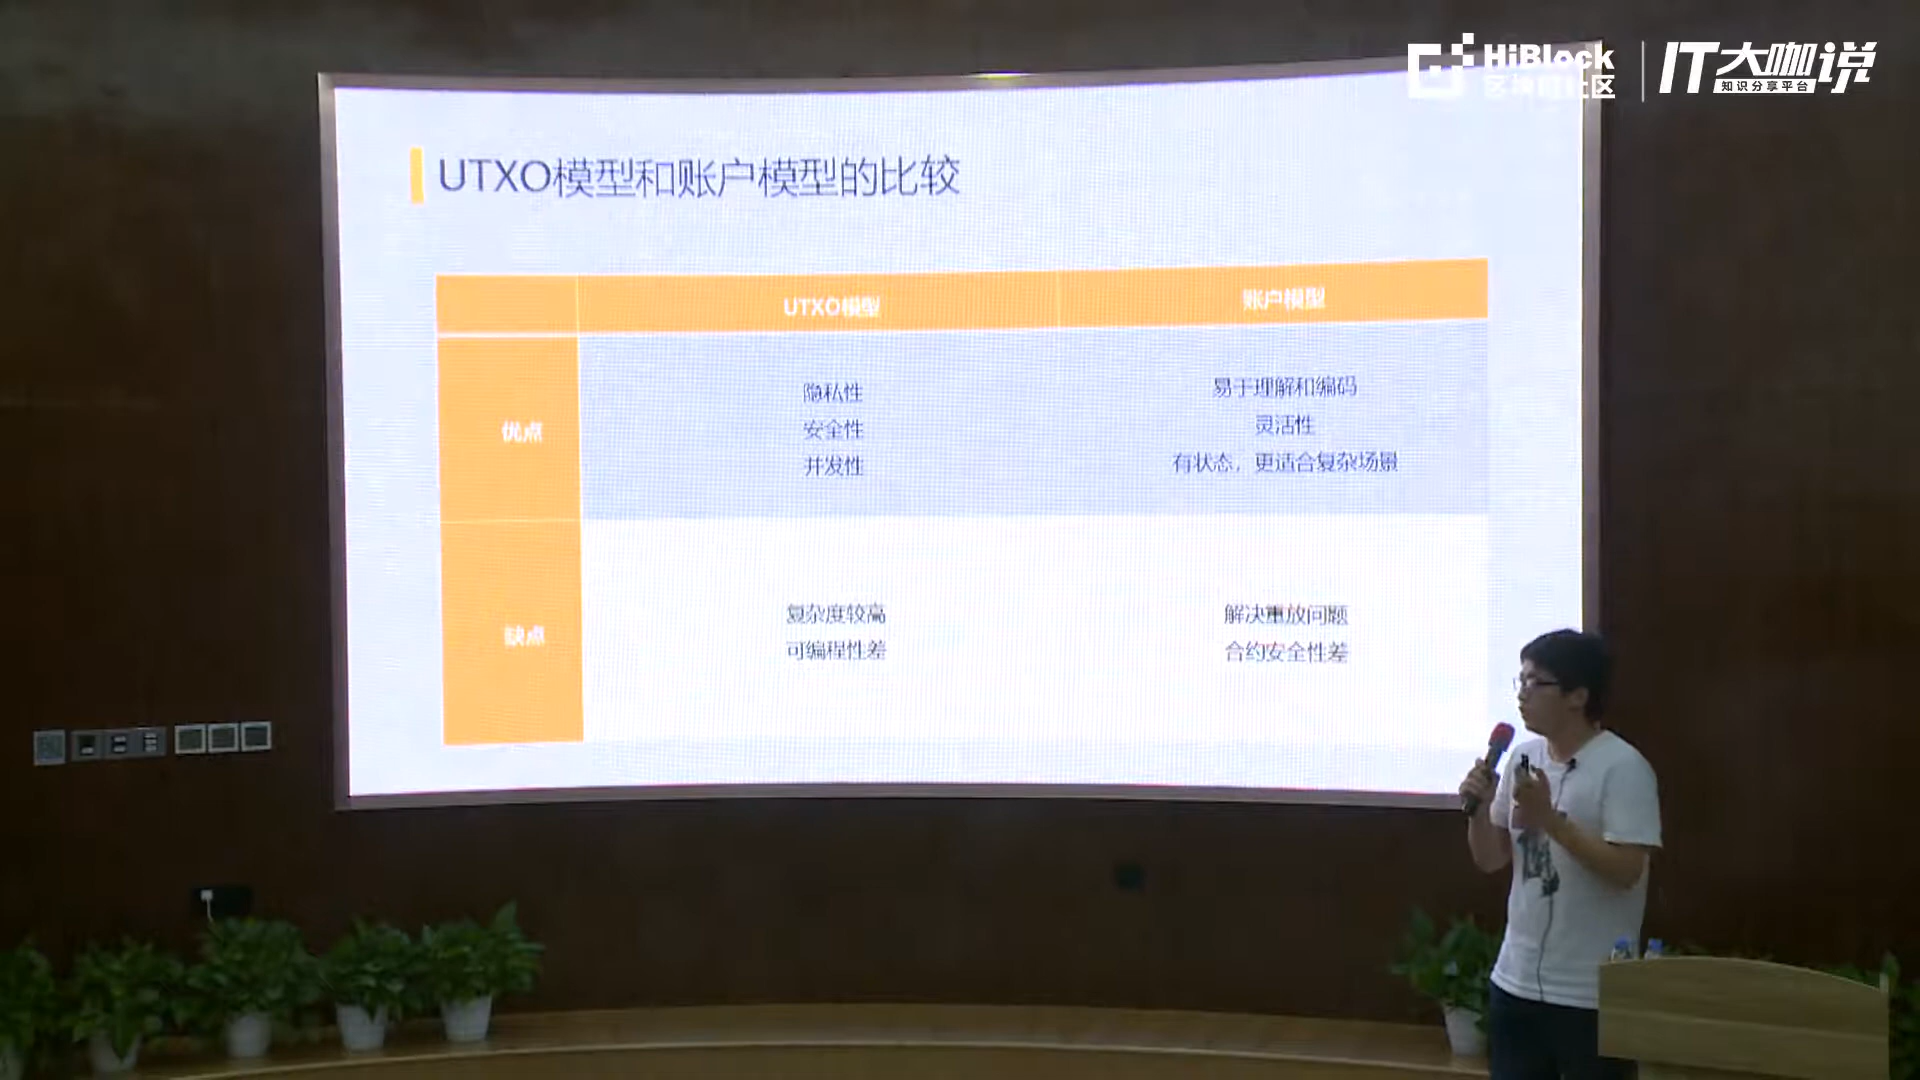 HiBlock
区块链社区
IT大咖说
知识分享平台
UTXO模型和账户模型的比较
UTXO模型
账户模型
优点
隐私性
安全性
并发性
易于理解和编码
灵活性
有状态，更适合复杂场景
缺点
复杂度较高
可编程性差
解决重放问题
合约安全性差